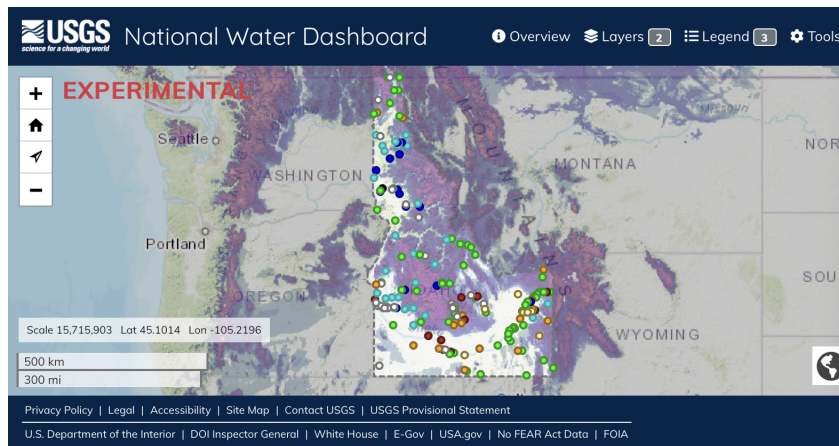 USGS
science for a changing world
National Water Dashboard
Overview
Layers 2
Legend 3
Tools
EXPERIMENTAL
Seattle
WASHINGTON
Portland
OREGON
MOUNTAINS
MONTANA
Missouri
NOR
SOU
WYOMING
Scale 15,715,903 Lat 45.1014 Lon -105.2196
500 km
300 mi
Privacy Policy | Legal | Accessibility | Site Map | Contact USGS | USGS Provisional Statement
U.S. Department of the Interior | DOI Inspector General | White House | E-Gov | USA.gov | No FEAR Act Data | FOIA